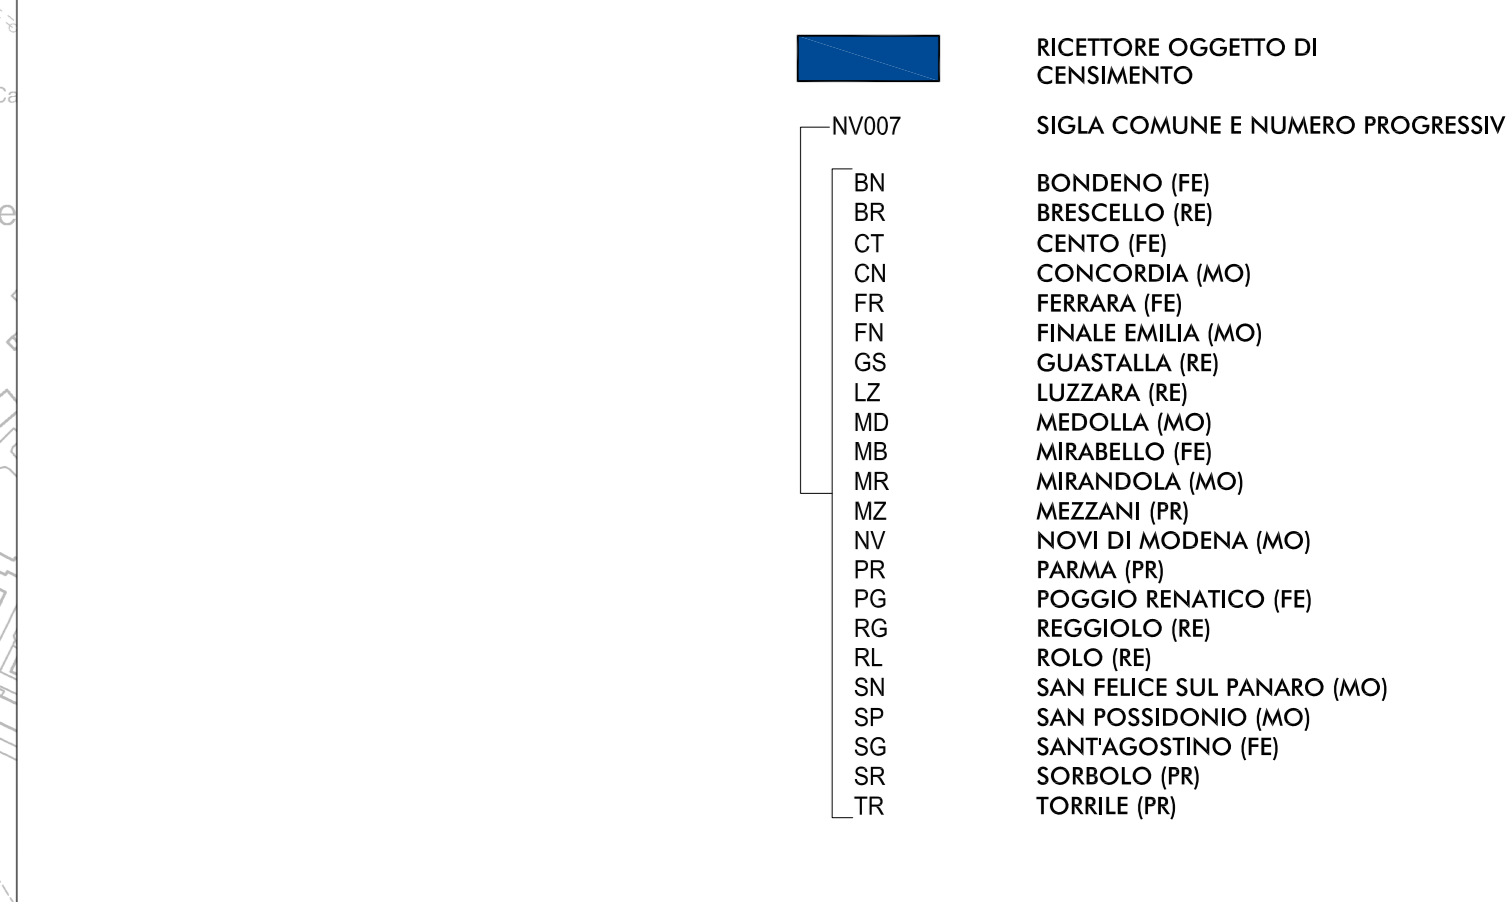 RICETTORE OGGETTO DI
CENSIMENTO
NV007 SIGLA COMUNE E NUMERO PROGRESSIV
BN BONDENO (FE)
BR BRESCELLO (RE)
CT CENTO (FE)
CN CONCORDIA (MO)
FR FERRARA (FE)
FN FINALE EMILIA (MO)
GS GUASTALLA (RE)
LZ LUZZARA (RE)
MD MEDOLLA (MO)
MB MIRABELLO (FE)
MR MIRANDOLA (MO)
MZ MEZZANI (PR)
NV NOVI DI MODENA (MO)
PR PARMA (PR)
PG POGGIO RENATICO (FE)
RG REGGIOLO (RE)
RL ROLO (RE)
SN SAN FELICE SUL PANARO (MO)
SP SAN POSSIDONIO (MO)
SG SANT'AGOSTINO (FE)
SR SORBOLO (PR)
TR TORRILE (PR)